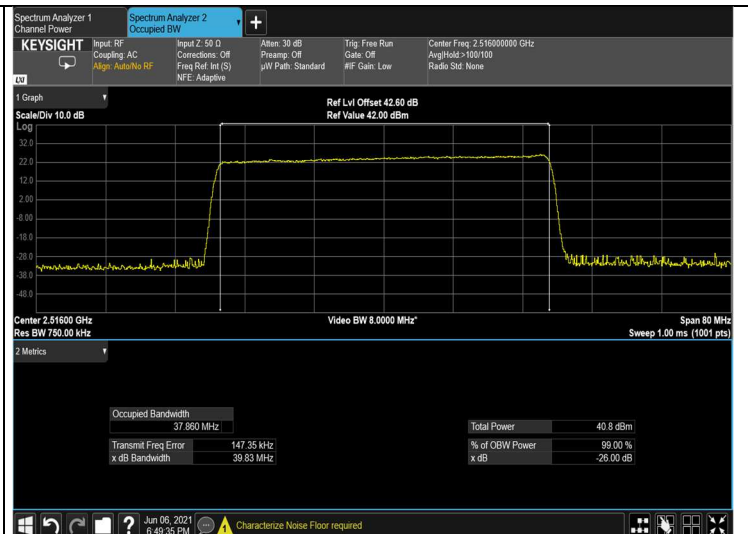 Spectrum Analyzer 1
Channel Power
Spectrum Analyzer 2
Occupied BW
KEYSIGHT
LXI
Input: RF
Coupling: AC
Align: Auto/No RF
Input Z: 50 Ω
Corrections: Off
Freq Ref: Int (S)
NFE: Adaptive
Atten: 30 dB
Preamp: Off
µW Path: Standard
Trig: Free Run
Gate: Off
#IF Gain: Low
Center Freq: 2.516000000 GHz
Avg|Hold:>100/100
Radio Std: None
1 Graph
Scale/Div 10.0 dB
Ref Lvl Offset 42.60 dB
Ref Value 42.00 dBm
Log
32.0
22.0
12.0
2.00
-8.00
-18.0
-28.0
-38.0
-48.0
Center 2.51600 GHz
Res BW 750.00 kHz
Video BW 8.0000 MHz*
Span 80 MHz
Sweep 1.00 ms (1001 pts)
2 Metrics
Occupied Bandwidth
37.860 MHz
Transmit Freq Error 147.35 kHz
x dB Bandwidth 39.83 MHz
Total Power 40.8 dBm
% of OBW Power 99.00 %
x dB -26.00 dB
?
Jun 06, 2021
6:49:35 PM
1
Characterize Noise Floor required